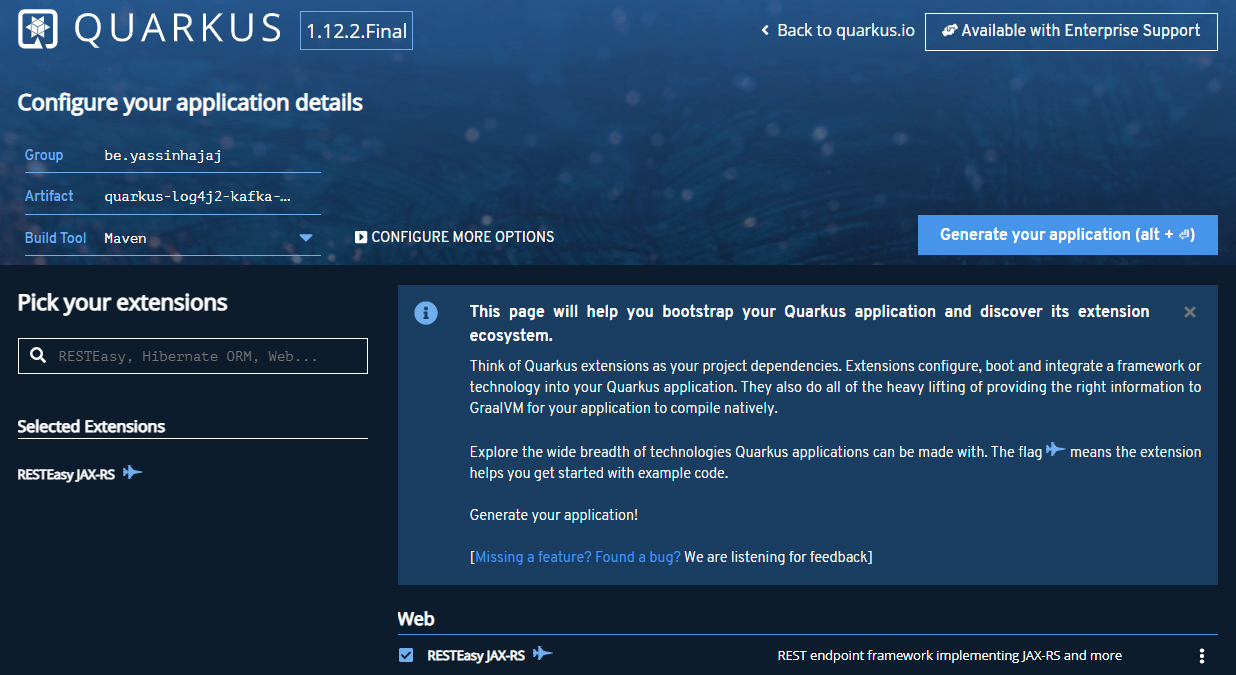 QUARKUS 1.12.2.Final
Back to quarkus.io
Available with Enterprise Support
Configure your application details
Group be.yassinhajaj
Artifact quarkus-log4j2-kafka-…
Build Tool Maven
CONFIGURE MORE OPTIONS
Generate your application (alt + ⏎)
Pick your extensions
RESTEasy, Hibernate ORM, Web...
Selected Extensions
RESTEasy JAX-RS
This page will help you bootstrap your Quarkus application and discover its extension
ecosystem.
Think of Quarkus extensions as your project dependencies. Extensions configure, boot and integrate a framework or
technology into your Quarkus application. They also do all of the heavy lifting of providing the right information to
GraalVM for your application to compile natively.
Explore the wide breadth of technologies Quarkus applications can be made with. The flag means the extension
helps you get started with example code.
Generate your application!
[Missing a feature? Found a bug? We are listening for feedback]
Web
RESTEasy JAX-RS
REST endpoint framework implementing JAX-RS and more